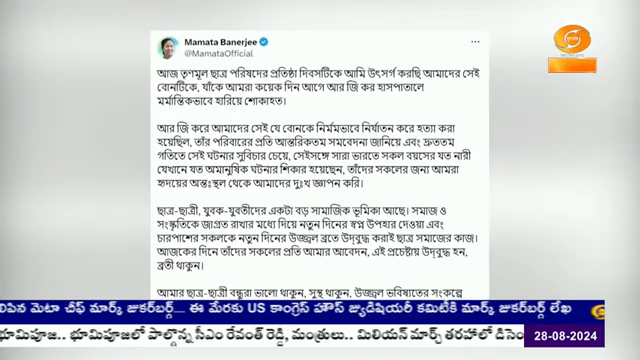 Mamata Banerjee
@MamataOfficial
আজ তৃণমূল ছাত্র পরিষদের প্রতিষ্ঠা দিবসটিকে আমি উৎসর্গ করছি আমাদের সেই
বোনটিকে, যাঁকে আমরা কয়েক দিন আগে আর জি কর হাসপাতালে
মর্মান্তিকভাবে হারিয়ে শোকাহত।
আর জি করে আমাদের সেই যে বোনকে নির্মমভাবে নির্যাতন করে হত্যা করা
হয়েছিল, তাঁর পরিবারের প্রতি আন্তরিকতম সমবেদনা জানিয়ে এবং দ্রুততম
গতিতে সেই ঘটনার সুবিচার চেয়ে, সেইসঙ্গে সারা ভারতে সকল বয়সের যত নারী
যেখানে যত অমানুষিক ঘটনার শিকার হয়েছেন, তাঁদের সকলের জন্য আমরা
হৃদয়ের অন্তঃস্থল থেকে আমাদের দুঃখ জ্ঞাপন করি।
ছাত্র-ছাত্রী, যুবক-যুবতীদের একটা বড় সামাজিক ভূমিকা আছে। সমাজ ও
সংস্কৃতিকে জাগ্রত রাখার মধ্যে দিয়ে নতুন দিনের স্বপ্ন উপহার দেওয়া এবং
চারপাশের সকলকে নতুন দিনের উজ্জ্বল ব্রতে উদ্‌বুদ্ধ করাই ছাত্র সমাজের কাজ।
আজকের দিনে তাঁদের সকলের প্রতি আমার আবেদন, এই প্রচেষ্টায় উদ্‌বুদ্ধ হন,
ব্রতী থাকুন।
আমার ছাত্র-ছাত্রী বন্ধুরা ভালো থাকুন, সুস্থ থাকুন, উজ্জ্বল ভবিষ্যতের সংকল্পে
లిపిన మెటా చీఫ్ మార్క్ జుకర్‌బర్గ్... ఈ మేరకు US కాంగ్రెస్ హౌస్ జ్యుడిషియరీ కమిటీకి మార్క్ జుకర్‌బర్గ్ లేఖ
భూమిపూజ.. భూమిపూజలో పాల్గొన్న సీఎం రేవంత్ రెడ్డి, మంత్రులు.. మిలియన్ మార్చ్ తరహాలో డిసెం
28-08-2024